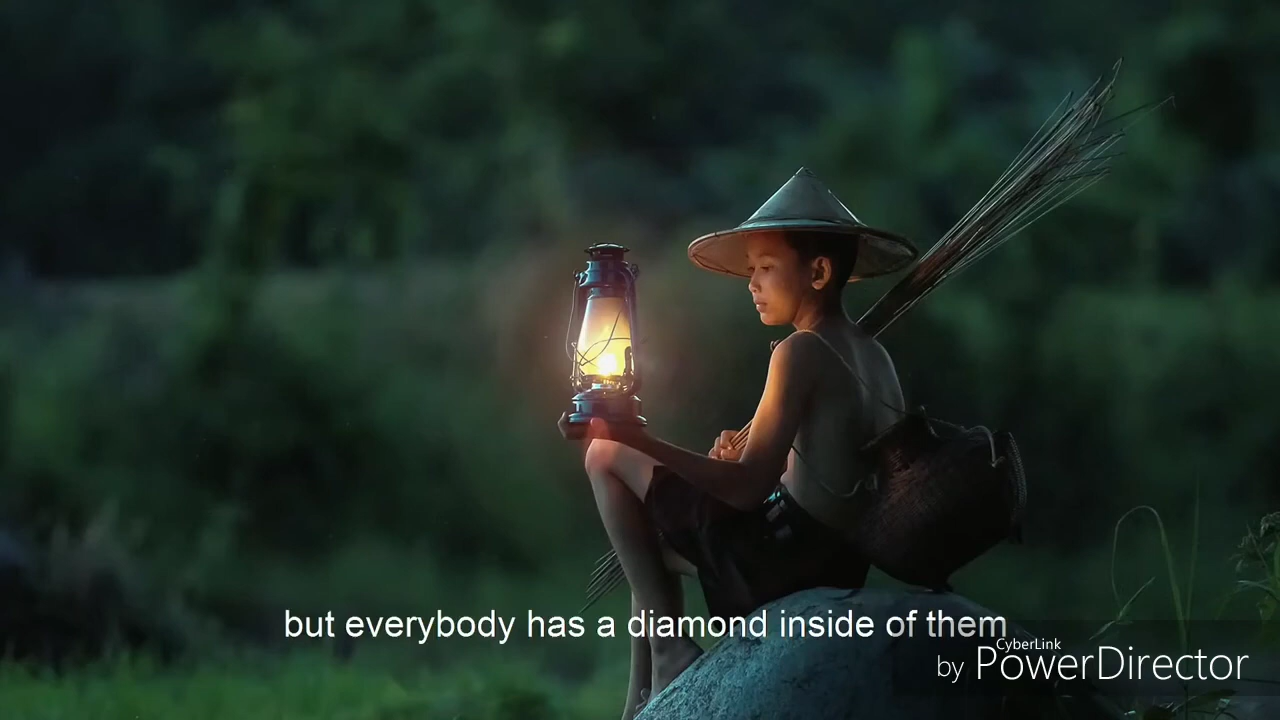 but everybody has a diamond inside of them
CyberLink
by PowerDirector